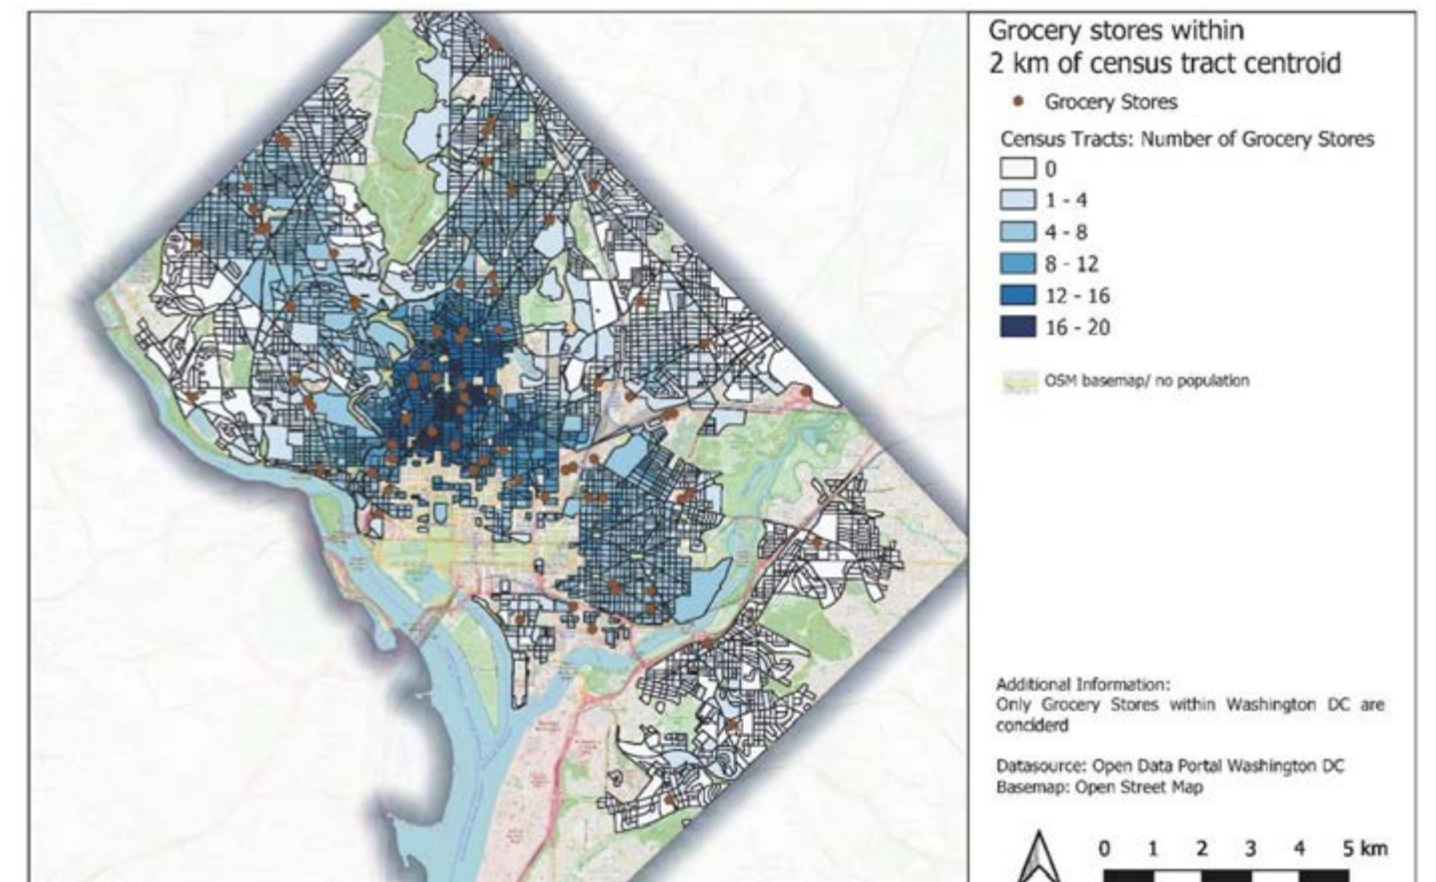 Grocery stores within
2 km of census tract centroid
Grocery Stores
Census Tracts: Number of Grocery Stores
0
1 - 4
4 - 8
8 - 12
12 - 16
16 - 20
OSM basemap/ no population
Additional Information:
Only Grocery Stores within Washington DC are
conciderd
Datasource: Open Data Portal Washington DC
Basemap: Open Street Map
0 1 2 3 4 5 km